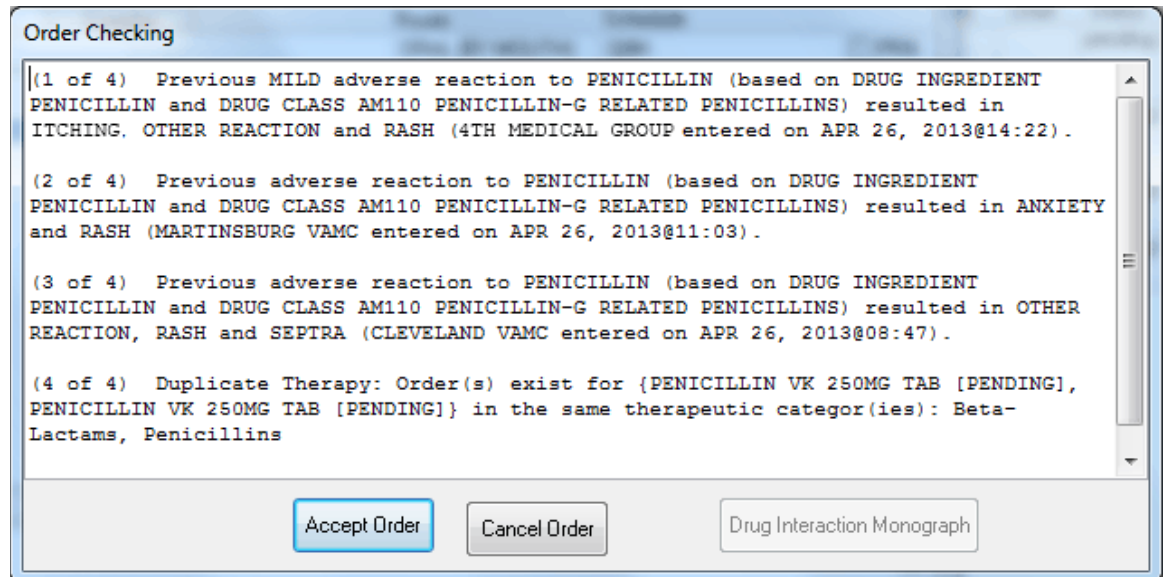 Order Checking
(1 of 4)  Previous MILD adverse reaction to PENICILLIN (based on DRUG INGREDIENT
PENICILLIN and DRUG CLASS AM110 PENICILLIN-G RELATED PENICILLINS) resulted in
ITCHING. OTHER REACTION and RASH (4TH MEDICAL GROUP entered on APR 26, 2013@14:22).
(2 of 4)  Previous adverse reaction to PENICILLIN (based on DRUG INGREDIENT
PENICILLIN and DRUG CLASS AM110 PENICILLIN-G RELATED PENICILLINS) resulted in ANXIETY
and RASH (MARTINSBURG VAMC entered on APR 26, 2013@11:03).
(3 of 4)  Previous adverse reaction to PENICILLIN (based on DRUG INGREDIENT
PENICILLIN and DRUG CLASS AM110 PENICILLIN-G RELATED PENICILLINS) resulted in OTHER
REACTION, RASH and SEPTRA (CLEVELAND VAMC entered on APR 26, 2013@08:47).
(4 of 4)  Duplicate Therapy: Order(s) exist for {PENICILLIN VK 250MG TAB [PENDING],
PENICILLIN VK 250MG TAB [PENDING]} in the same therapeutic categor(ies): Beta-
Lactams, Penicillins
Accept Order
Cancel Order
Drug Interaction Monograph